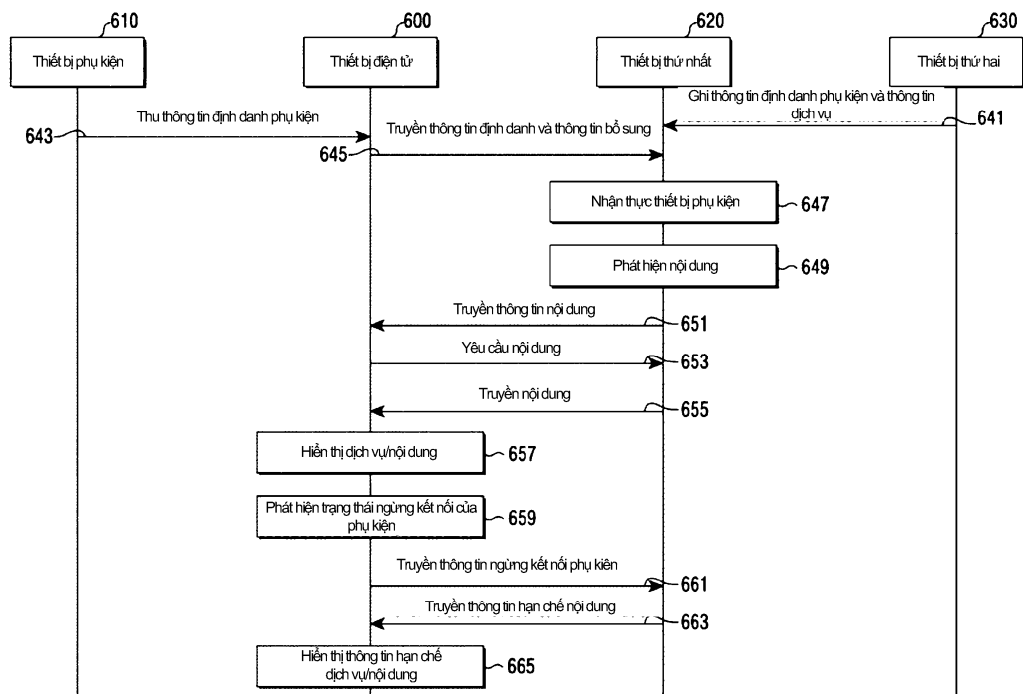 610
600
620
630
Thiết bị phụ kiện
Thiết bị điện tử
Thiết bị thứ nhất
Thiết bị thứ hai
Ghi thông tin định danh phụ kiện và thông tin
dịch vụ
641
Thu thông tin định danh phụ kiện
643
Truyền thông tin định danh và thông tin bổ sung
645
Nhận thực thiết bị phụ kiện
647
Phát hiện nội dung
649
Truyền thông tin nội dung
651
Yêu cầu nội dung
653
Truyền nội dung
655
Hiển thị dịch vụ/nội dung
657
Phát hiện trạng thái ngừng kết nối của
phụ kiện
659
Truyền thông tin ngừng kết nối phụ kiên
661
Truyền thông tin hạn chế nội dung
663
Hiển thị thông tin hạn chế
dịch vụ/nội dung
665